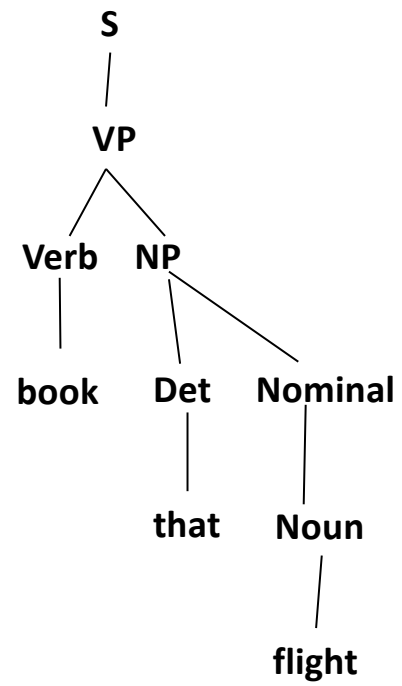 S
VP
Verb NP
book Det Nominal
that Noun
flight